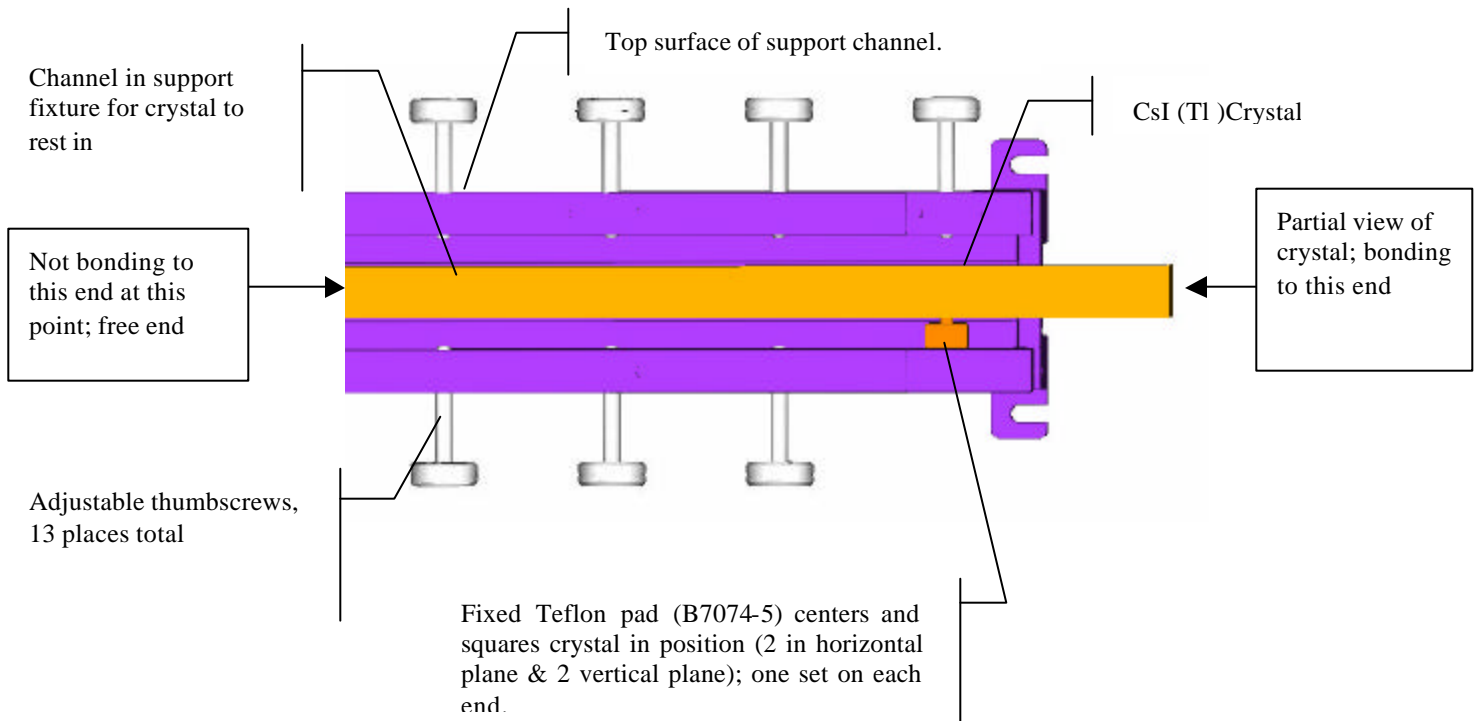 Top surface of support channel.
Channel in support
fixture for crystal to
rest in
CsI (Tl )Crystal
Not bonding to
this end at this
point; free end
Partial view of
crystal; bonding
to this end
Adjustable thumbscrews,
13 places total
Fixed Teflon pad (B7074-5) centers and
squares crystal in position (2 in horizontal
plane & 2 vertical plane); one set on each
end.